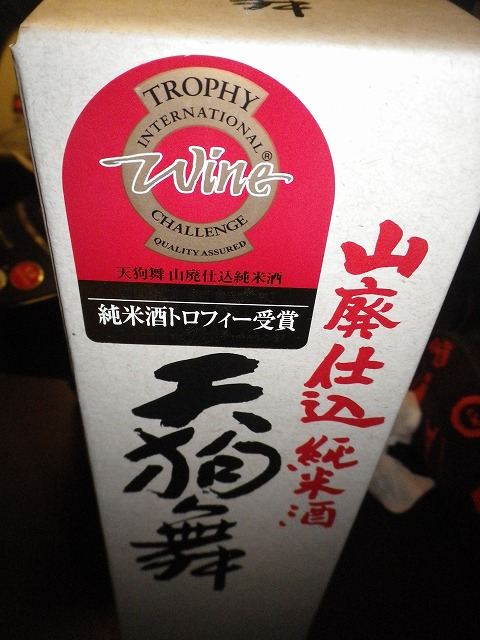 舞
TROPHY
INTERNATIONAL
Wine®
CHALLENGE
QUALITY ASSURED
天狗舞 山廃仕込純米酒
純米酒トロフィー受賞
山廃仕込
純米酒
天狗舞